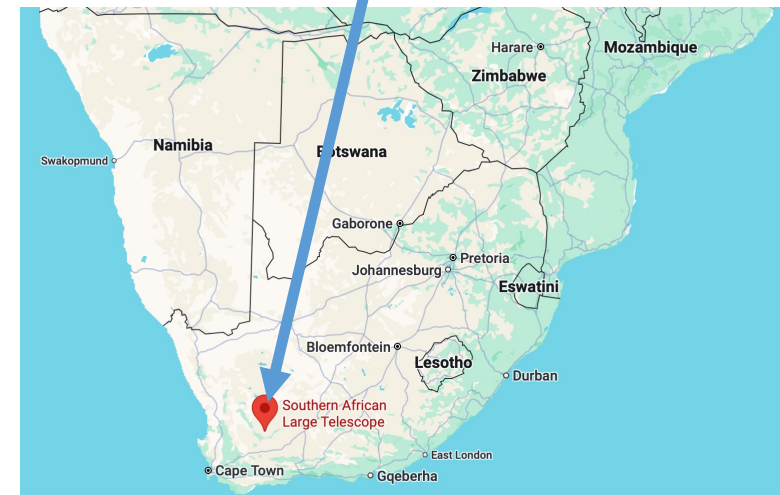 Harare
Mozambique
Zimbabwe
Namibia
Botswana
Swakopmund
Gaborone
Pretoria
Johannesburg
Eswatini
Bloemfontein
Lesotho
Durban
Southern African
Large Telescope
East London
Cape Town
Gqeberha